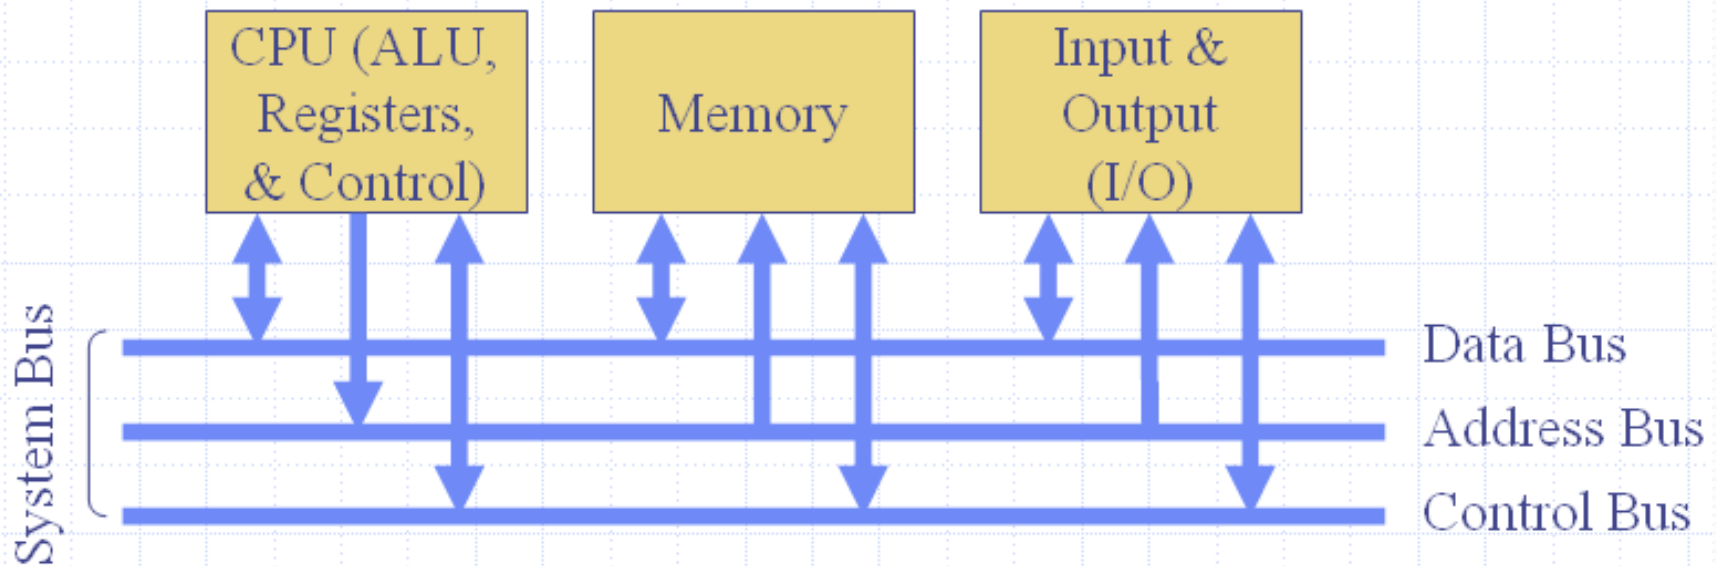 CPU (ALU,
Registers,
& Control)
Memory
Input &
Output
(I/O)
System Bus
Data Bus
Address Bus
Control Bus